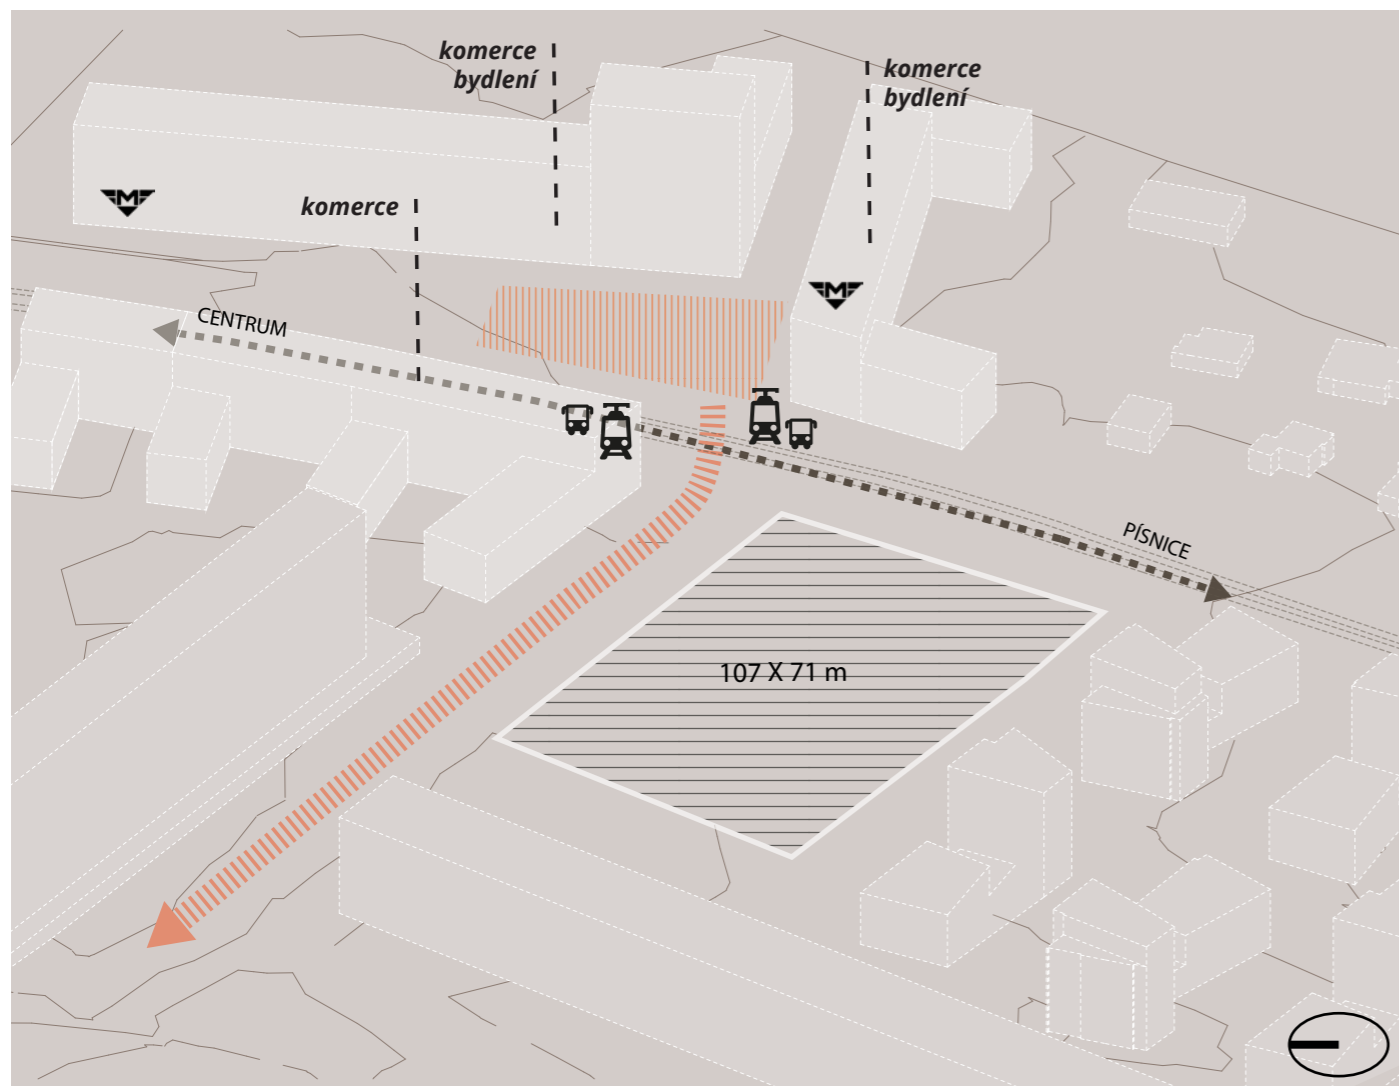 komerce
bydlení
komerce
bydlení
M
komerce
M
CENTRUM
PÍSNICE
107 X 71 m